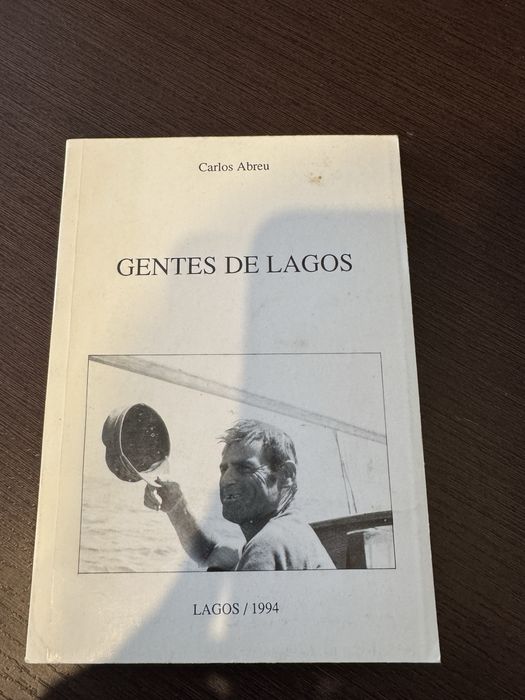 Carlos Abreu
GENTES DE LAGOS
LAGOS / 1994